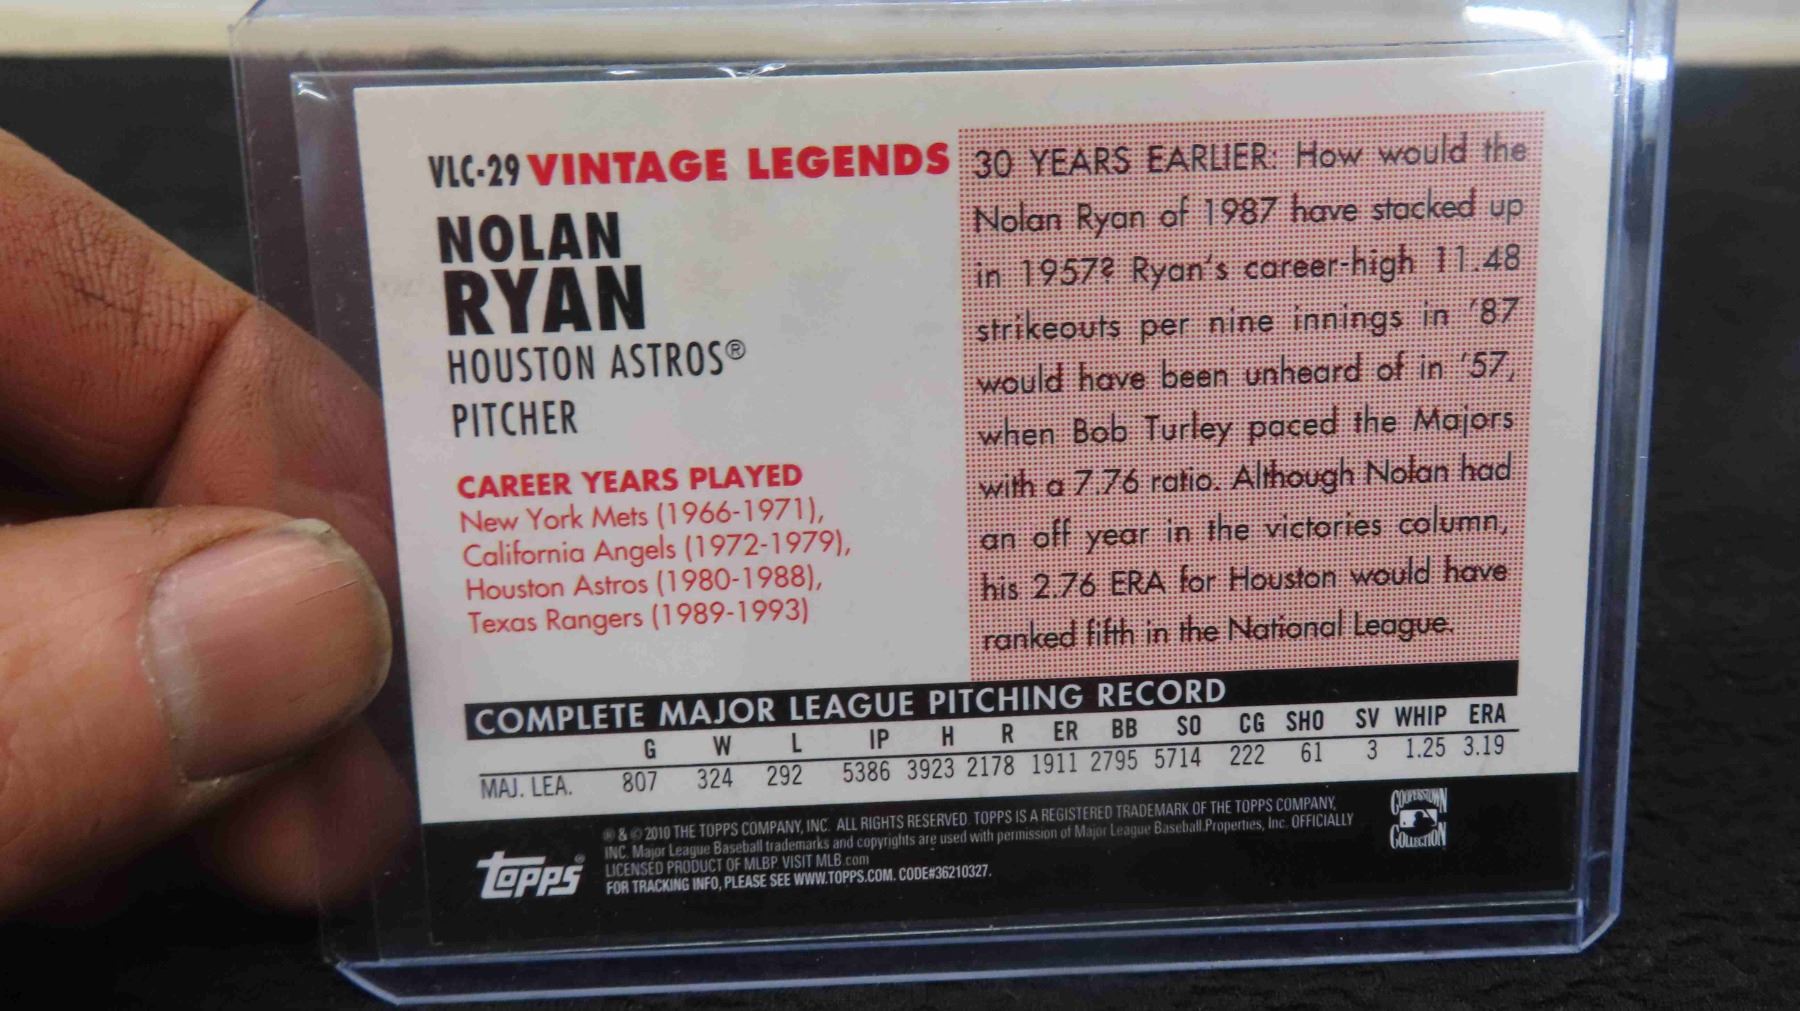 VLC-29 VINTAGE LEGENDS
NOLAN
RYAN
HOUSTON ASTROS®
PITCHER
CAREER YEARS PLAYED
New York Mets (1966-1971),
California Angels (1972-1979),
Houston Astros (1980-1988),
Texas Rangers (1989-1993)
30 YEARS EARLIER: How would the
Nolan Ryan of 1987 have stacked up
in 1957? Ryan's career-high 11.48
strikeouts per nine innings in '87
would have been unheard of in '57,
when Bob Turley paced the Majors
with a 7.76 ratio. Although Nolan had
an off year in the victories column,
his 2.76 ERA for Houston would have
ranked fifth in the National League.
COMPLETE MAJOR LEAGUE PITCHING RECORD
G W L IP H R ER BB SO CG SHO SV WHIP ERA
MAJ. LEA. 807 324 292 5386 3923 2178 1911 2795 5714 222 61 3 1.25 3.19
topps®
® & © 2010 THE TOPPS COMPANY, INC. ALL RIGHTS RESERVED. TOPPS IS A REGISTERED TRADEMARK OF THE TOPPS COMPANY,
INC. Major League Baseball trademarks and copyrights are used with permission of Major League Baseball Properties, Inc. OFFICIALLY
LICENSED PRODUCT OF MLBP. VISIT MLB.com
FOR TRACKING INFO, PLEASE SEE WWW.TOPPS.COM. CODE#36210327.
COOPERSTOWN
COLLECTION